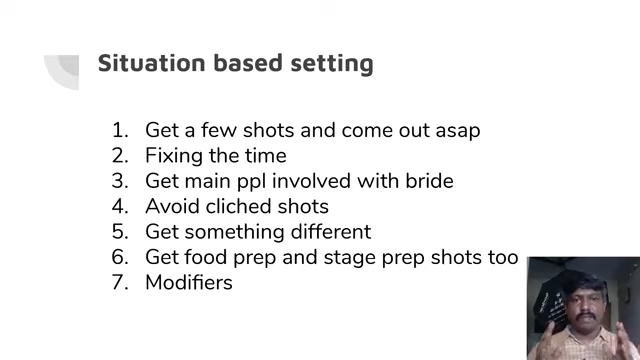 Situation based setting
1. Get a few shots and come out asap
2. Fixing the time
3. Get main ppl involved with bride
4. Avoid cliched shots
5. Get something different
6. Get food prep and stage prep shots too
7. Modifiers